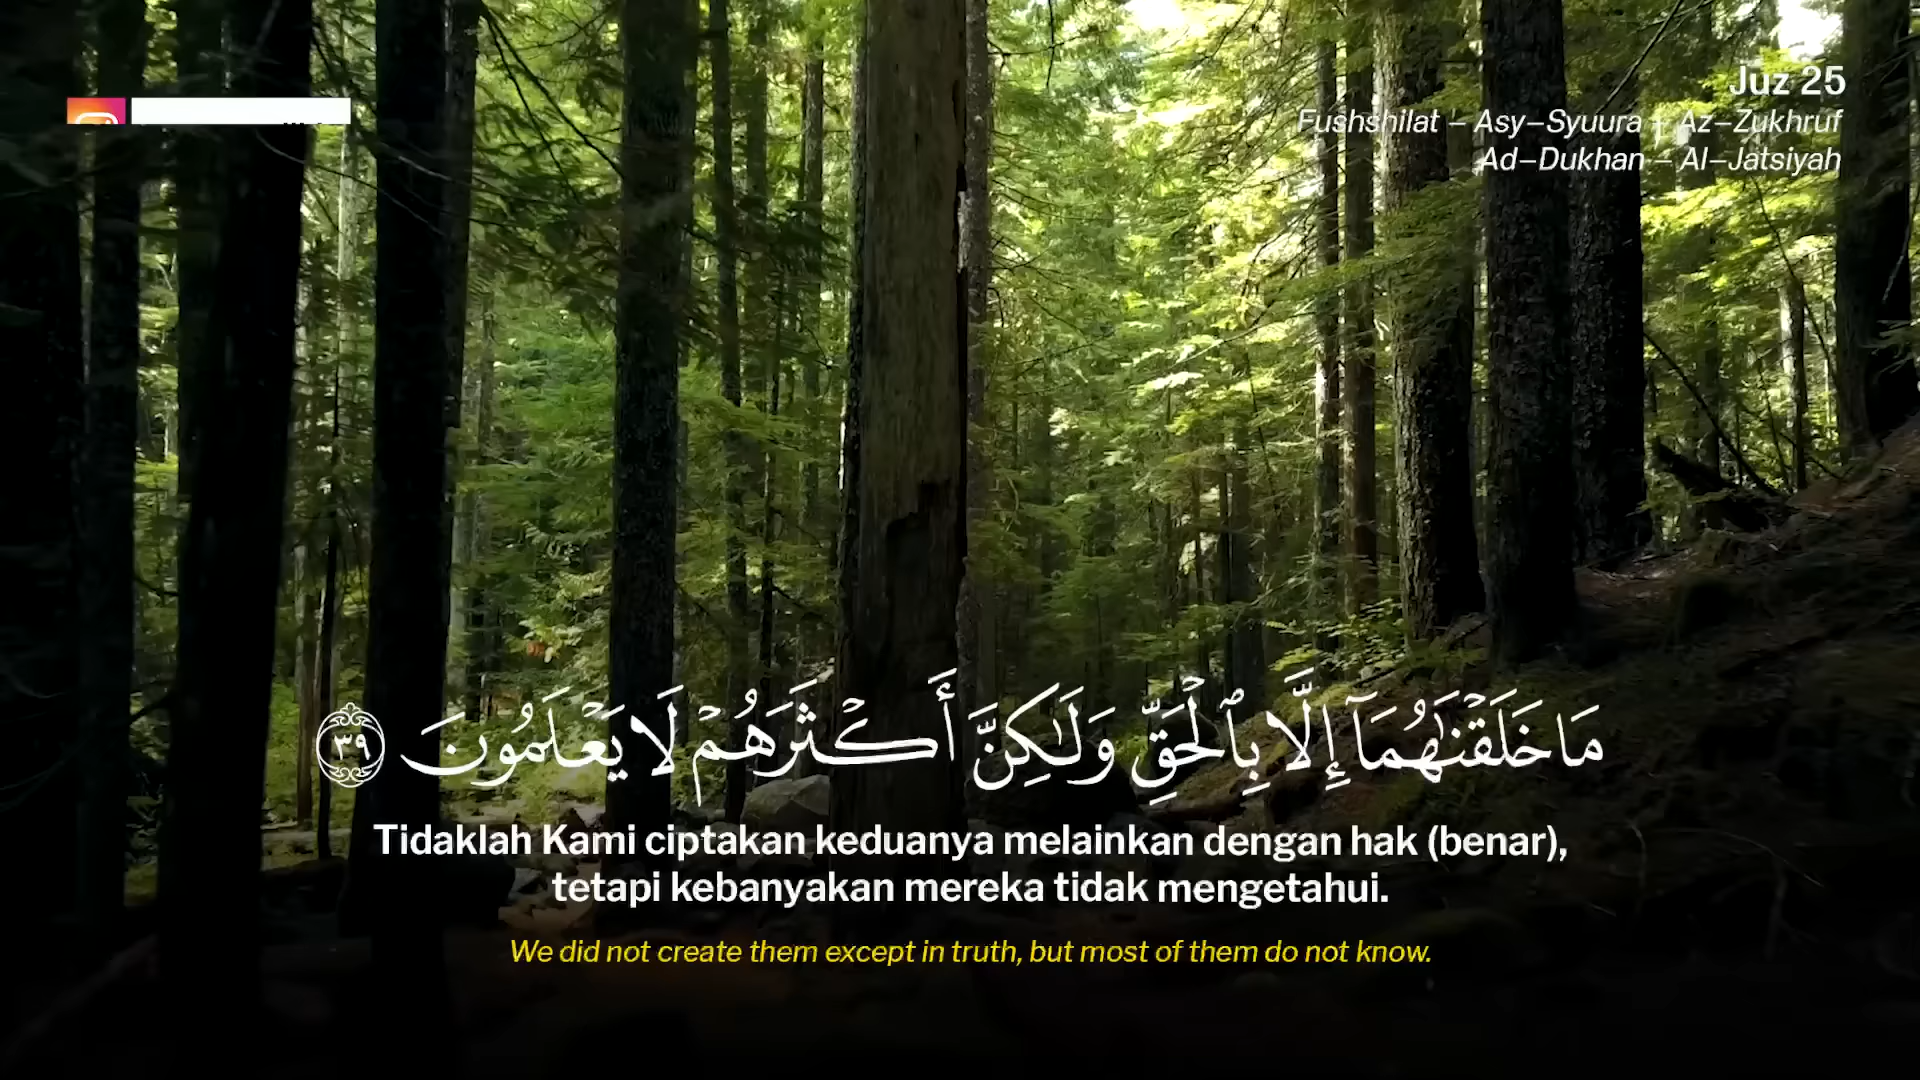 Juz 25
Fushshilat – Asy–Syuura – Az–Zukhruf
Ad–Dukhan – Al–Jatsiyah
مَا خَلَقْنَٰهُمَآ إِلَّا بِٱلْحَقِّ وَلَٰكِنَّ أَكْثَرَهُمْ لَا يَعْلَمُونَ ٣٩
Tidaklah Kami ciptakan keduanya melainkan dengan hak (benar),
tetapi kebanyakan mereka tidak mengetahui.
We did not create them except in truth, but most of them do not know.